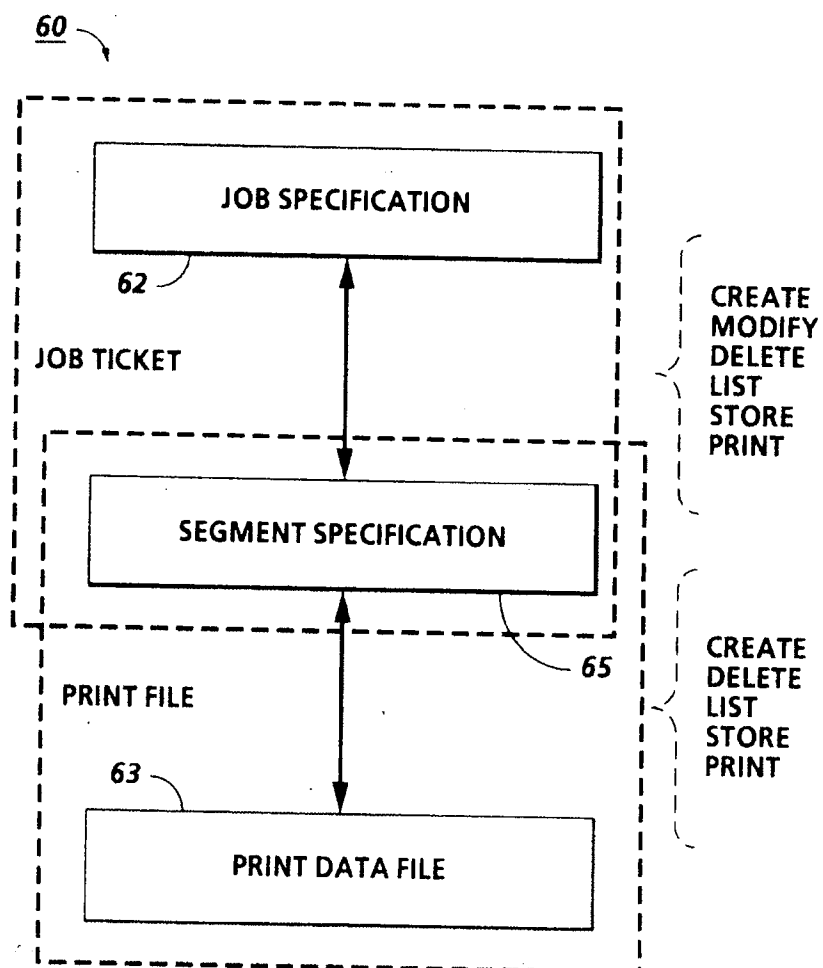 60
JOB SPECIFICATION
62
JOB TICKET
CREATE
MODIFY
DELETE
LIST
STORE
PRINT
SEGMENT SPECIFICATION
65
PRINT FILE
CREATE
DELETE
LIST
STORE
PRINT
63
PRINT DATA FILE